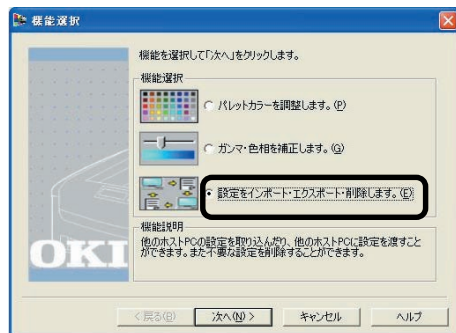 機能選択
機能を選択して「次へ」をクリックします。
機能選択
パレットカラーを調整します。(P)
ガンマ・色相を補正します。(G)
設定をインポート・エクスポート・削除します。(E)
機能説明
他のホストPCの設定を取り込んだり、他のホストPCに設定を渡すこと
ができます。また不要な設定を削除することができます。
OKI
< 戻る(B)
次へ(N) >
キャンセル
ヘルプ